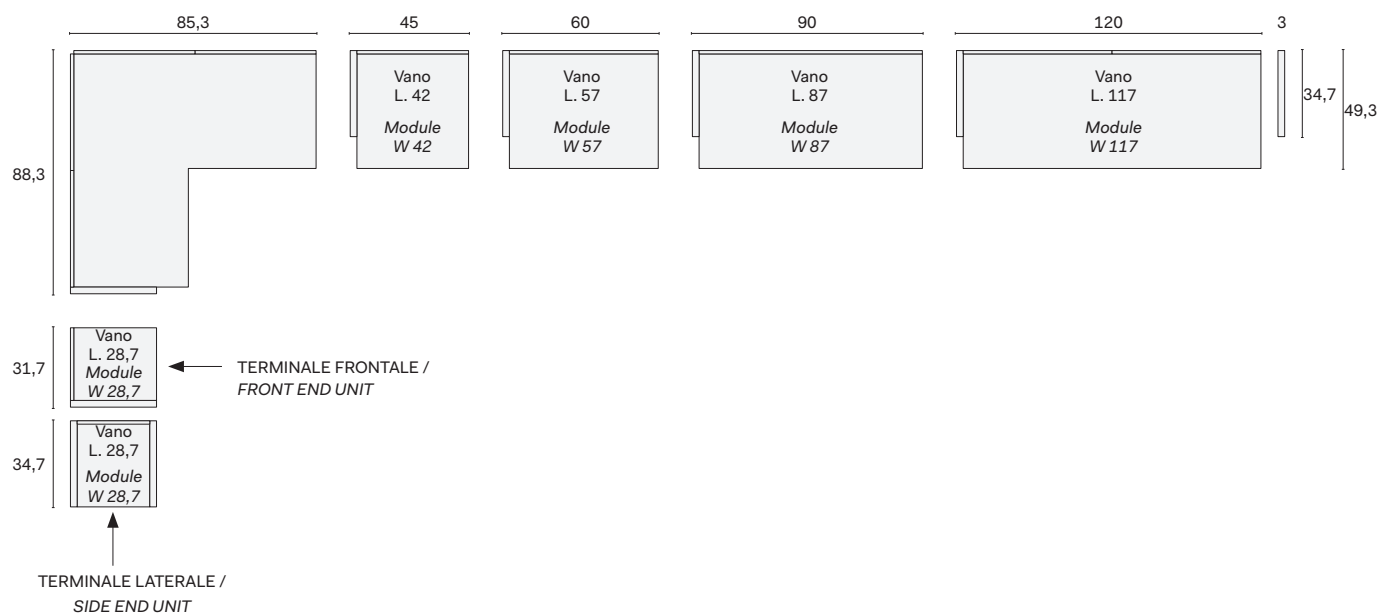 85,3
45
60
90
120
3
Vano
L. 42
Module
W 42
Vano
L. 57
Module
W 57
Vano
L. 87
Module
W 87
Vano
L. 117
Module
W 117
34,7
49,3
88,3
31,7
Vano
L. 28,7
Module
W 28,7
TERMINALE FRONTALE /
FRONT END UNIT
34,7
Vano
L. 28,7
Module
W 28,7
TERMINALE LATERALE /
SIDE END UNIT